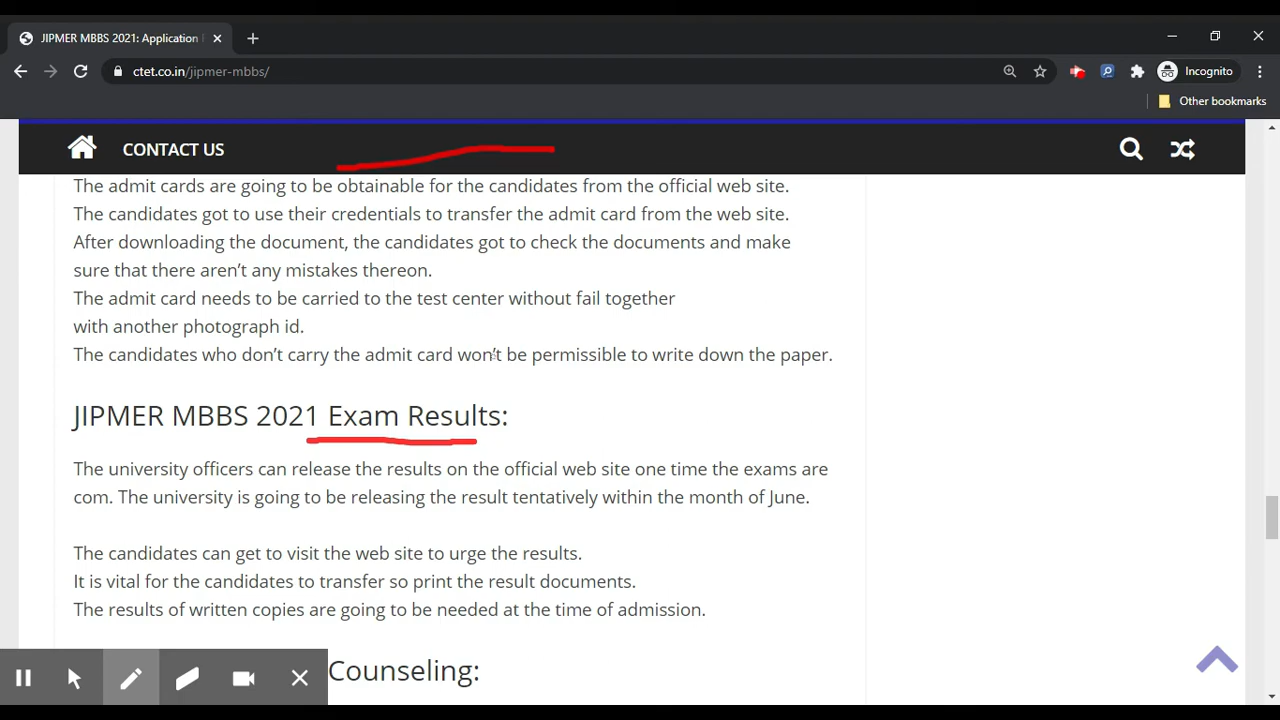 JIPMER MBBS 2021: Application
ctet.co.in/jipmer-mbbs/
Incognito
Other bookmarks
CONTACT US
The admit cards are going to be obtainable for the candidates from the official web site.
The candidates got to use their credentials to transfer the admit card from the web site.
After downloading the document, the candidates got to check the documents and make
sure that there aren’t any mistakes thereon.
The admit card needs to be carried to the test center without fail together
with another photograph id.
The candidates who don’t carry the admit card won’t be permissible to write down the paper.
JIPMER MBBS 2021 Exam Results:
The university officers can release the results on the official web site one time the exams are
com. The university is going to be releasing the result tentatively within the month of June.
The candidates can get to visit the web site to urge the results.
It is vital for the candidates to transfer so print the result documents.
The results of written copies are going to be needed at the time of admission.
Counseling: